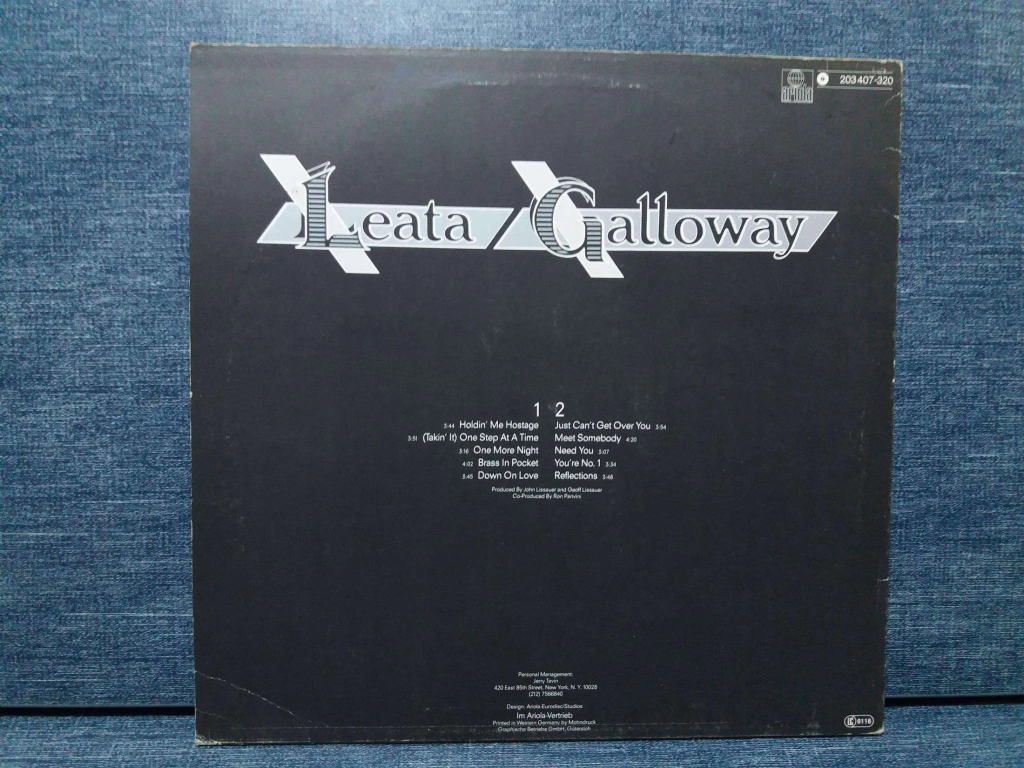 ariola
203 407-320
Leata Galloway
1 2
3:44 Holdin' Me Hostage Just Can't Get Over You 3:54
3:51 (Takin' It) One Step At A Time Meet Somebody 4:20
3:16 One More Night Need You 3:07
4:02 Brass In Pocket You're No. 1 3:34
3:45 Down On Love Reflections 3:48
Produced By John Lissauer and Geoff Lissauer
Co-Produced By Ron Panvini
Personal Management:
Jerry Tavin
420 East 85th Street, New York, N. Y. 10028
(212) 7566840
Design: Ariola-Eurodisc/Studios
Im Ariola-Vertrieb
Printed in Western Germany by Mohndruck
Graphische Betriebe GmbH, Gütersloh
0116